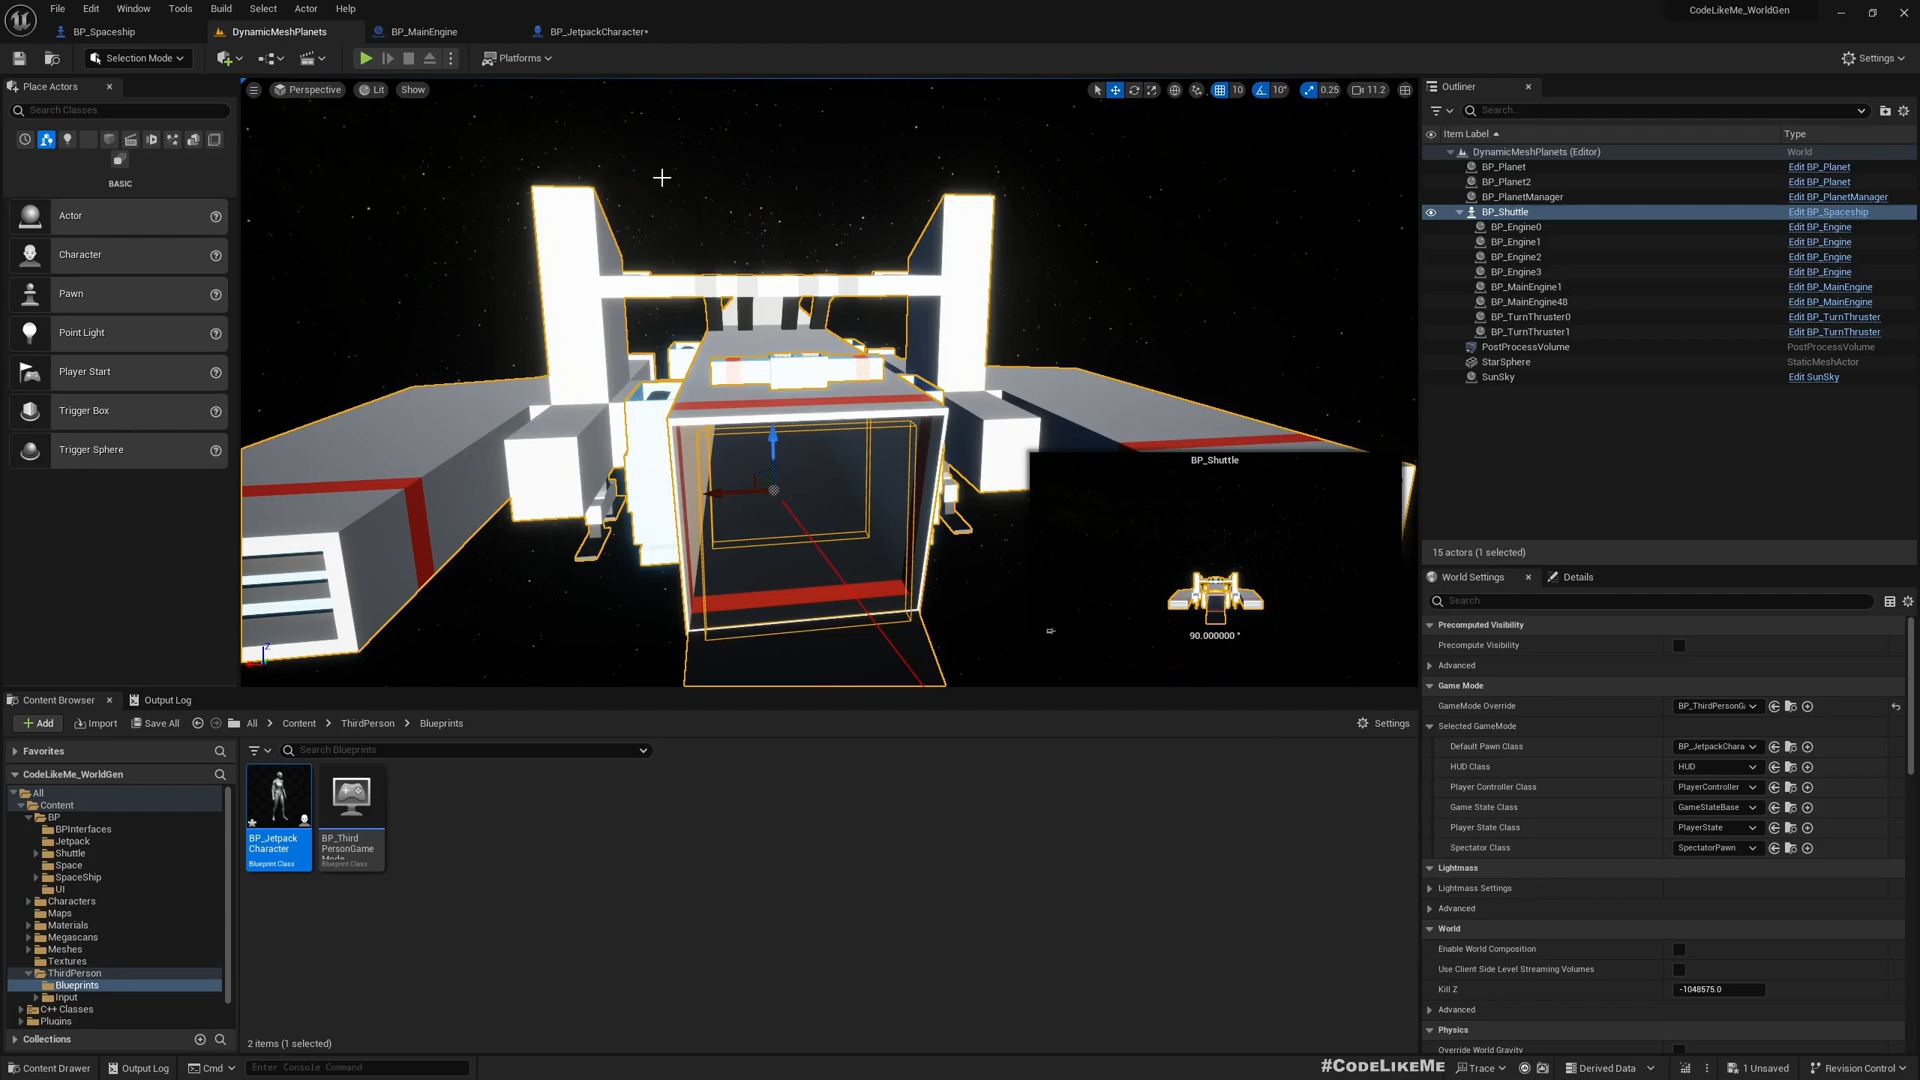 File Edit Window Tools Build Select Actor Help
CodeLikeMe_WorldGen
BP_Spaceship
DynamicMeshPlanets
BP_MainEngine
BP_JetpackCharacter*
Selection Mode
Platforms
Settings
Place Actors
Search Classes
BASIC
Actor
Character
Pawn
Point Light
Player Start
Trigger Box
Trigger Sphere
Perspective
Lit
Show
10
10°
0.25
11.2
BP_Shuttle
90.000000 °
Outliner
Search...
Item Label
Type
DynamicMeshPlanets (Editor) World
BP_Planet Edit BP_Planet
BP_Planet2 Edit BP_Planet
BP_PlanetManager Edit BP_PlanetManager
BP_Shuttle Edit BP_Spaceship
BP_Engine0 Edit BP_Engine
BP_Engine1 Edit BP_Engine
BP_Engine2 Edit BP_Engine
BP_Engine3 Edit BP_Engine
BP_MainEngine1 Edit BP_MainEngine
BP_MainEngine48 Edit BP_MainEngine
BP_TurnThruster0 Edit BP_TurnThruster
BP_TurnThruster1 Edit BP_TurnThruster
PostProcessVolume PostProcessVolume
StarSphere StaticMeshActor
SunSky Edit SunSky
15 actors (1 selected)
World Settings
Details
Search
Precomputed Visibility
Precompute Visibility
Advanced
Game Mode
GameMode Override BP_ThirdPersonG
Selected GameMode
Default Pawn Class BP_JetpackChara
HUD Class HUD
Player Controller Class PlayerController
Game State Class GameStateBase
Player State Class PlayerState
Spectator Class SpectatorPawn
Lightmass
Lightmass Settings
Advanced
World
Enable World Composition
Use Client Side Level Streaming Volumes
Kill Z -1048575.0
Advanced
Physics
Override World Gravity
Content Browser
Output Log
Add
Import
Save All
All
Content
ThirdPerson
Blueprints
Settings
Favorites
CodeLikeMe_WorldGen
All
Content
BP
BPInterfaces
Jetpack
Shuttle
Space
SpaceShip
UI
Characters
Maps
Materials
Megascans
Meshes
Textures
ThirdPerson
Blueprints
Input
C++ Classes
Plugins
Collections
Search Blueprints
BP_Jetpack
Character
Blueprint Class
BP_Third
PersonGame
Mode
Blueprint Class
2 items (1 selected)
Content Drawer
Output Log
Cmd
Enter Console Command
#CODELIKEME
Trace
Derived Data
1 Unsaved
Revision Control